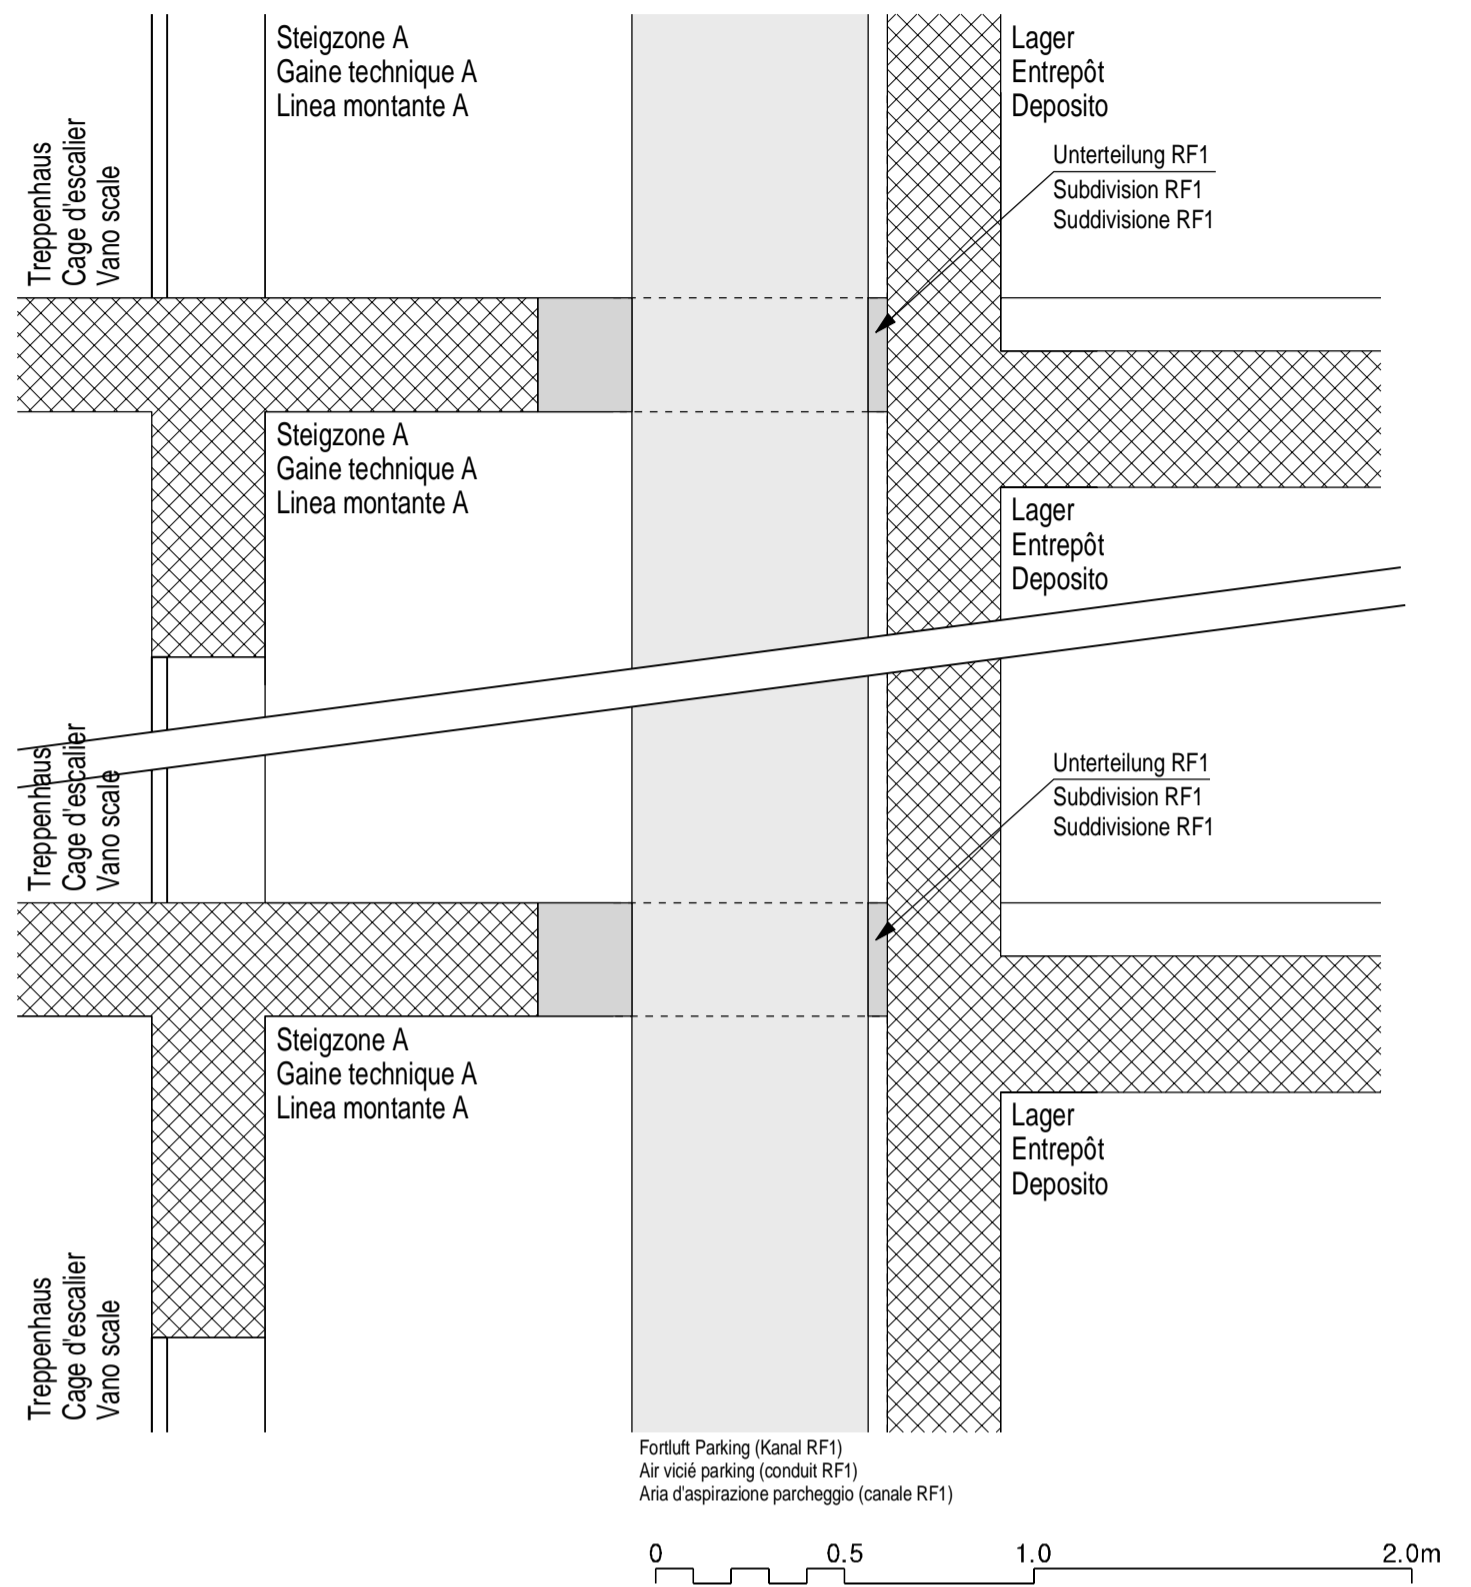 Steigzone A
Gaine technique A
Linea montante A
Lager
Entrepôt
Deposito
Treppenhaus
Cage d'escalier
Vano scale
Unterteilung RF1
Subdivision RF1
Suddivisione RF1
Steigzone A
Gaine technique A
Linea montante A
Lager
Entrepôt
Deposito
Treppenhaus
Cage d'escalier
Vano scale
Unterteilung RF1
Subdivision RF1
Suddivisione RF1
Steigzone A
Gaine technique A
Linea montante A
Lager
Entrepôt
Deposito
Treppenhaus
Cage d'escalier
Vano scale
Fortluft Parking (Kanal RF1)
Air vicié parking (conduit RF1)
Aria d'aspirazione parcheggio (canale RF1)
0 0.5 1.0 2.0m